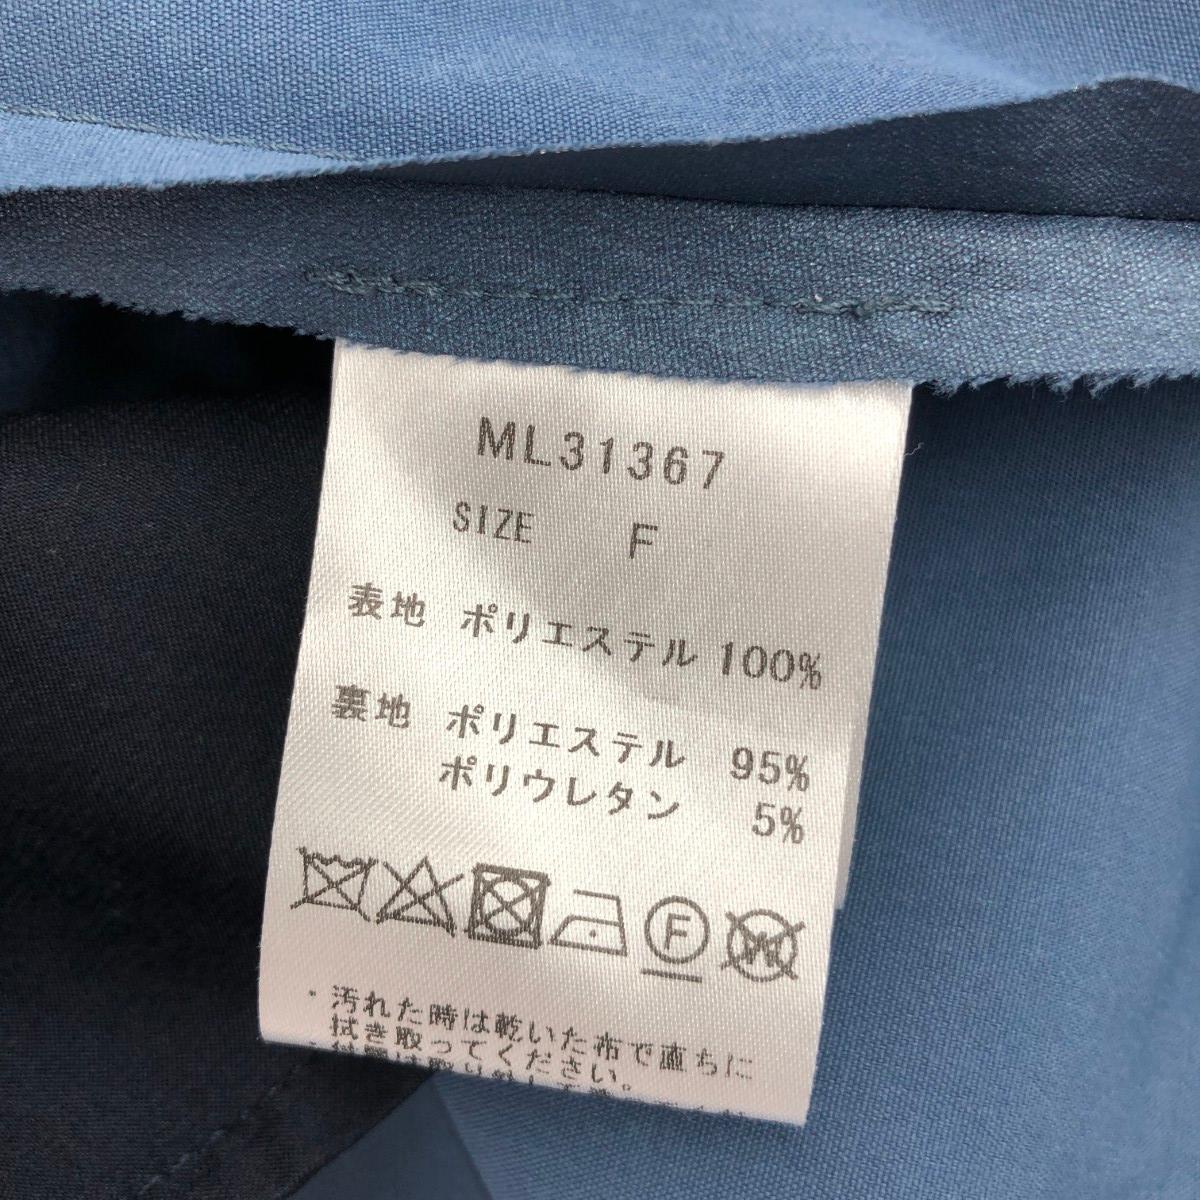 ML31367
SIZE F
表地 ポリエステル 100%
裏地 ポリエステル 95%
ポリウレタン 5%
F
W
・汚れた時は乾いた布で直ちに
拭き取ってください。